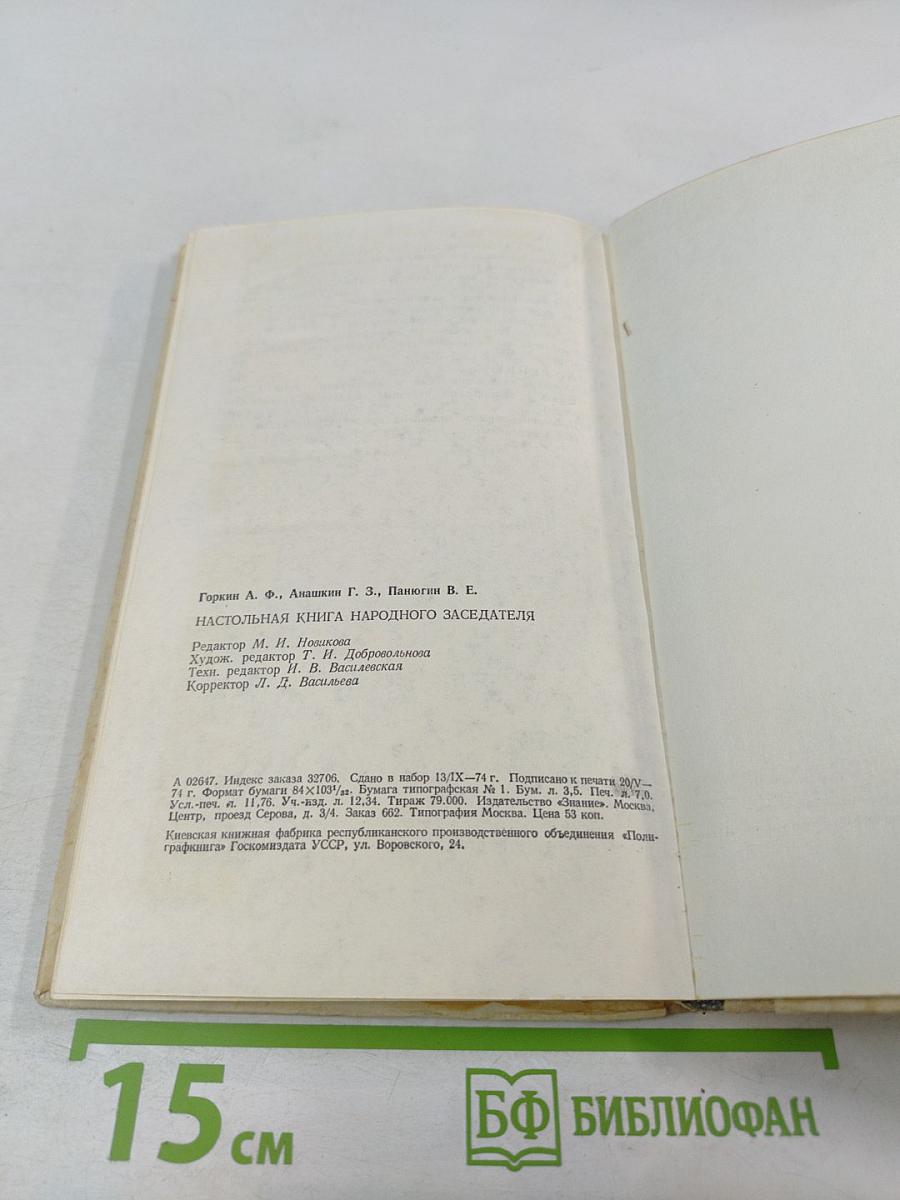 Горкин А. Ф., Анашкин Г. З., Панюгин В. Е.
НАСТОЛЬНАЯ КНИГА НАРОДНОГО ЗАСЕДАТЕЛЯ
Редактор М. И. Новикова
Худож. редактор Т. И. Добровольнова
Техн. редактор И. В. Василевская
Корректор Л. Д. Васильева
А 02647. Индекс заказа 32706. Сдано в набор 13/IX—74 г. Подписано к печати 20/V—
74 г. Формат бумаги 84×103¹/₃₂. Бумага типографская № 1. Бум. л. 3,5. Печ. л. 7,0.
Усл.-печ. л. 11,76. Уч.-изд. л. 12,34. Тираж 79.000. Издательство «Знание». Москва,
Центр, проезд Серова, д. 3/4. Заказ 662. Типография Москва. Цена 53 коп.
Киевская книжная фабрика республиканского производственного объединения «Поли-
графкнига» Госкомиздата УССР, ул. Воровского, 24.
15 см
БФ БИБЛИОФАН